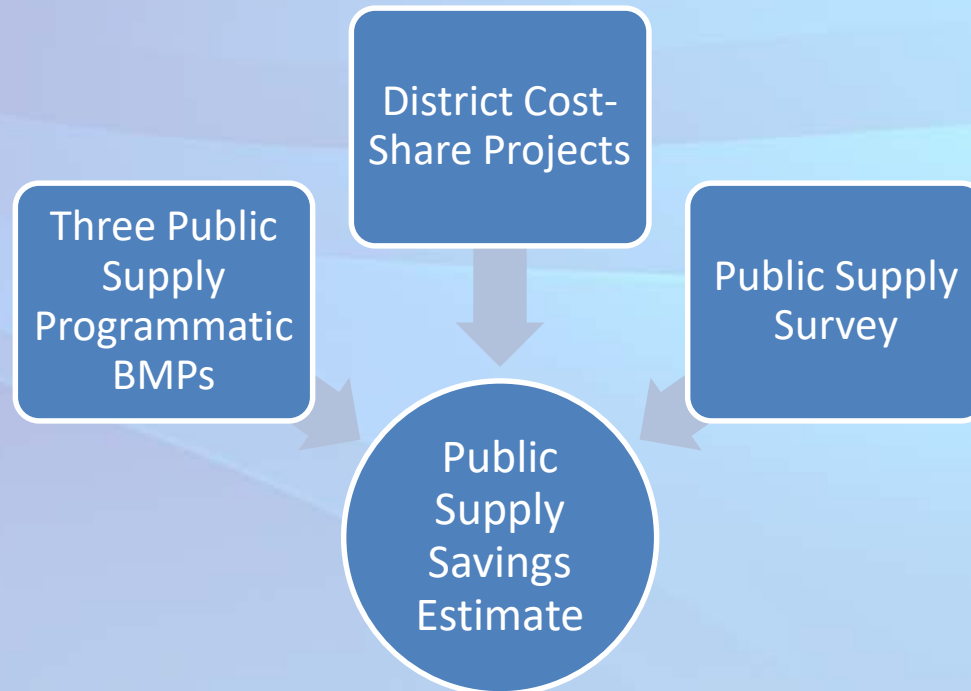 District Cost-
Share Projects
Three Public
Supply
Programmatic
BMPs
Public Supply
Survey
Public
Supply
Savings
Estimate